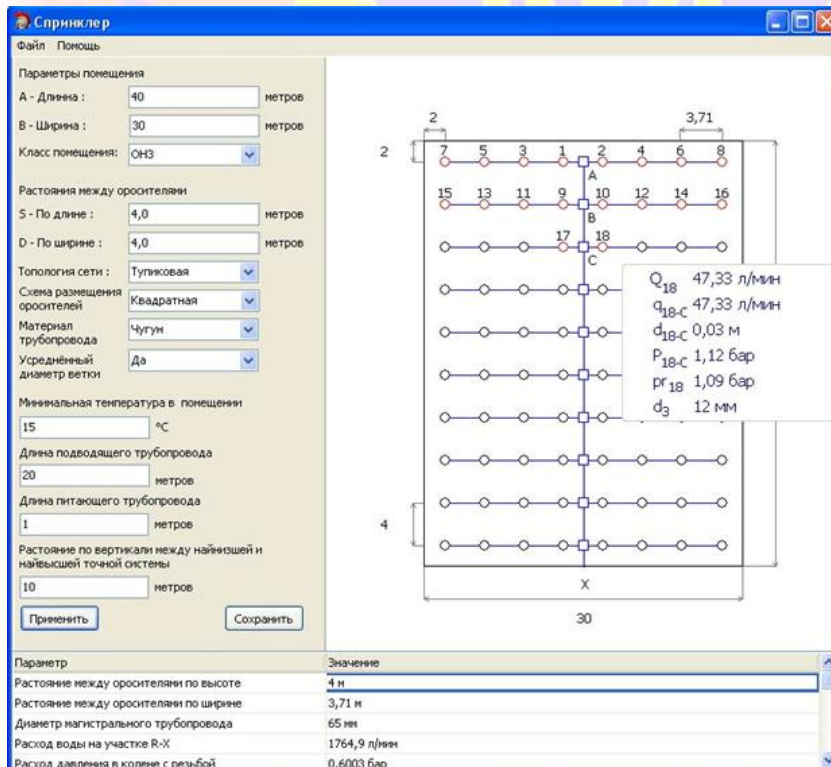 Спринклер
Файл Помощь
Параметры помещения
А - Длинна : 40 метров
В - Ширина : 30 метров
Класс помещения: ОН3
Растояния между оросителями
S - По длине : 4,0 метров
D - По ширине : 4,0 метров
Топология сети : Тупиковая
Схема размещения оросителей Квадратная
Материал трубопровода Чугун
Усреднённый диаметр ветки Да
Минимальная температура в помещении
15 °C
Длина подводящего трубопровода
20 метров
Длина питающего трубопровода
1 метров
Растояние по вертикали между найнизшей и
найвысшей точной системы
10 метров
Применить Сохранить
2 3,71
2
7 5 3 1 2 4 6 8
A
15 13 11 9 10 12 14 16
B
17 18
C
Q18 47,33 л/мин
q18-C 47,33 л/мин
d18-C 0,03 м
P18-C 1,12 бар
pr18 1,09 бар
d3 12 мм
4
X
30
Параметр Значение
Растояние между оросителями по высоте 4 м
Растояние между оросителями по ширине 3,71 м
Диаметр магистрального трубопровода 65 мм
Расход воды на участке R-X 1764,9 л/мин
Расход давления в колене с резьбой 0,6003 бар